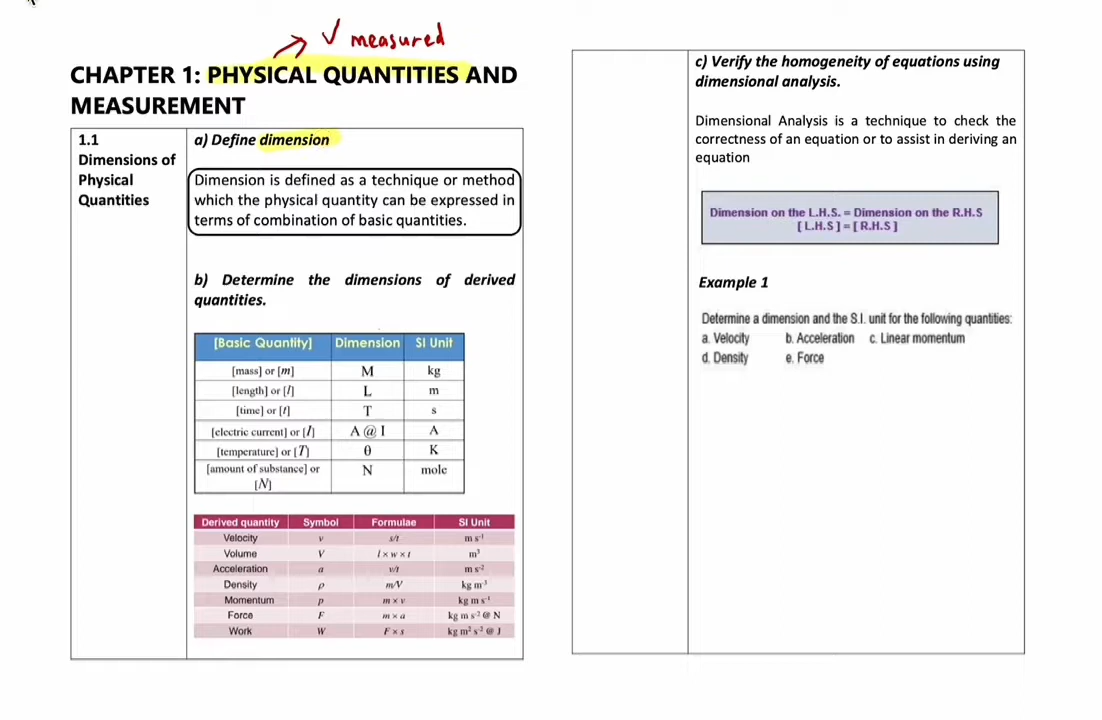 ✓ measured
CHAPTER 1: PHYSICAL QUANTITIES AND
MEASUREMENT
1.1
Dimensions of
Physical
Quantities
a) Define dimension
Dimension is defined as a technique or method
which the physical quantity can be expressed in
terms of combination of basic quantities.
b) Determine the dimensions of derived
quantities.
[Basic Quantity] Dimension SI Unit
[mass] or [m] M kg
[length] or [l] L m
[time] or [t] T s
[electric current] or [I] A @ I A
[temperature] or [T] θ K
[amount of substance] or
[N] N mole
Derived quantity Symbol Formulae SI Unit
Velocity v s/t m s⁻¹
Volume V l × w × t m³
Acceleration a v/t m s⁻²
Density ρ m/V kg m⁻³
Momentum p m × v kg m s⁻¹
Force F m × a kg m s⁻² @ N
Work W F × s kg m² s⁻² @ J
c) Verify the homogeneity of equations using
dimensional analysis.
Dimensional Analysis is a technique to check the
correctness of an equation or to assist in deriving an
equation
Dimension on the L.H.S. = Dimension on the R.H.S
[ L.H.S ] = [ R.H.S ]
Example 1
Determine a dimension and the S.I. unit for the following quantities:
a. Velocity b. Acceleration c. Linear momentum
d. Density e. Force